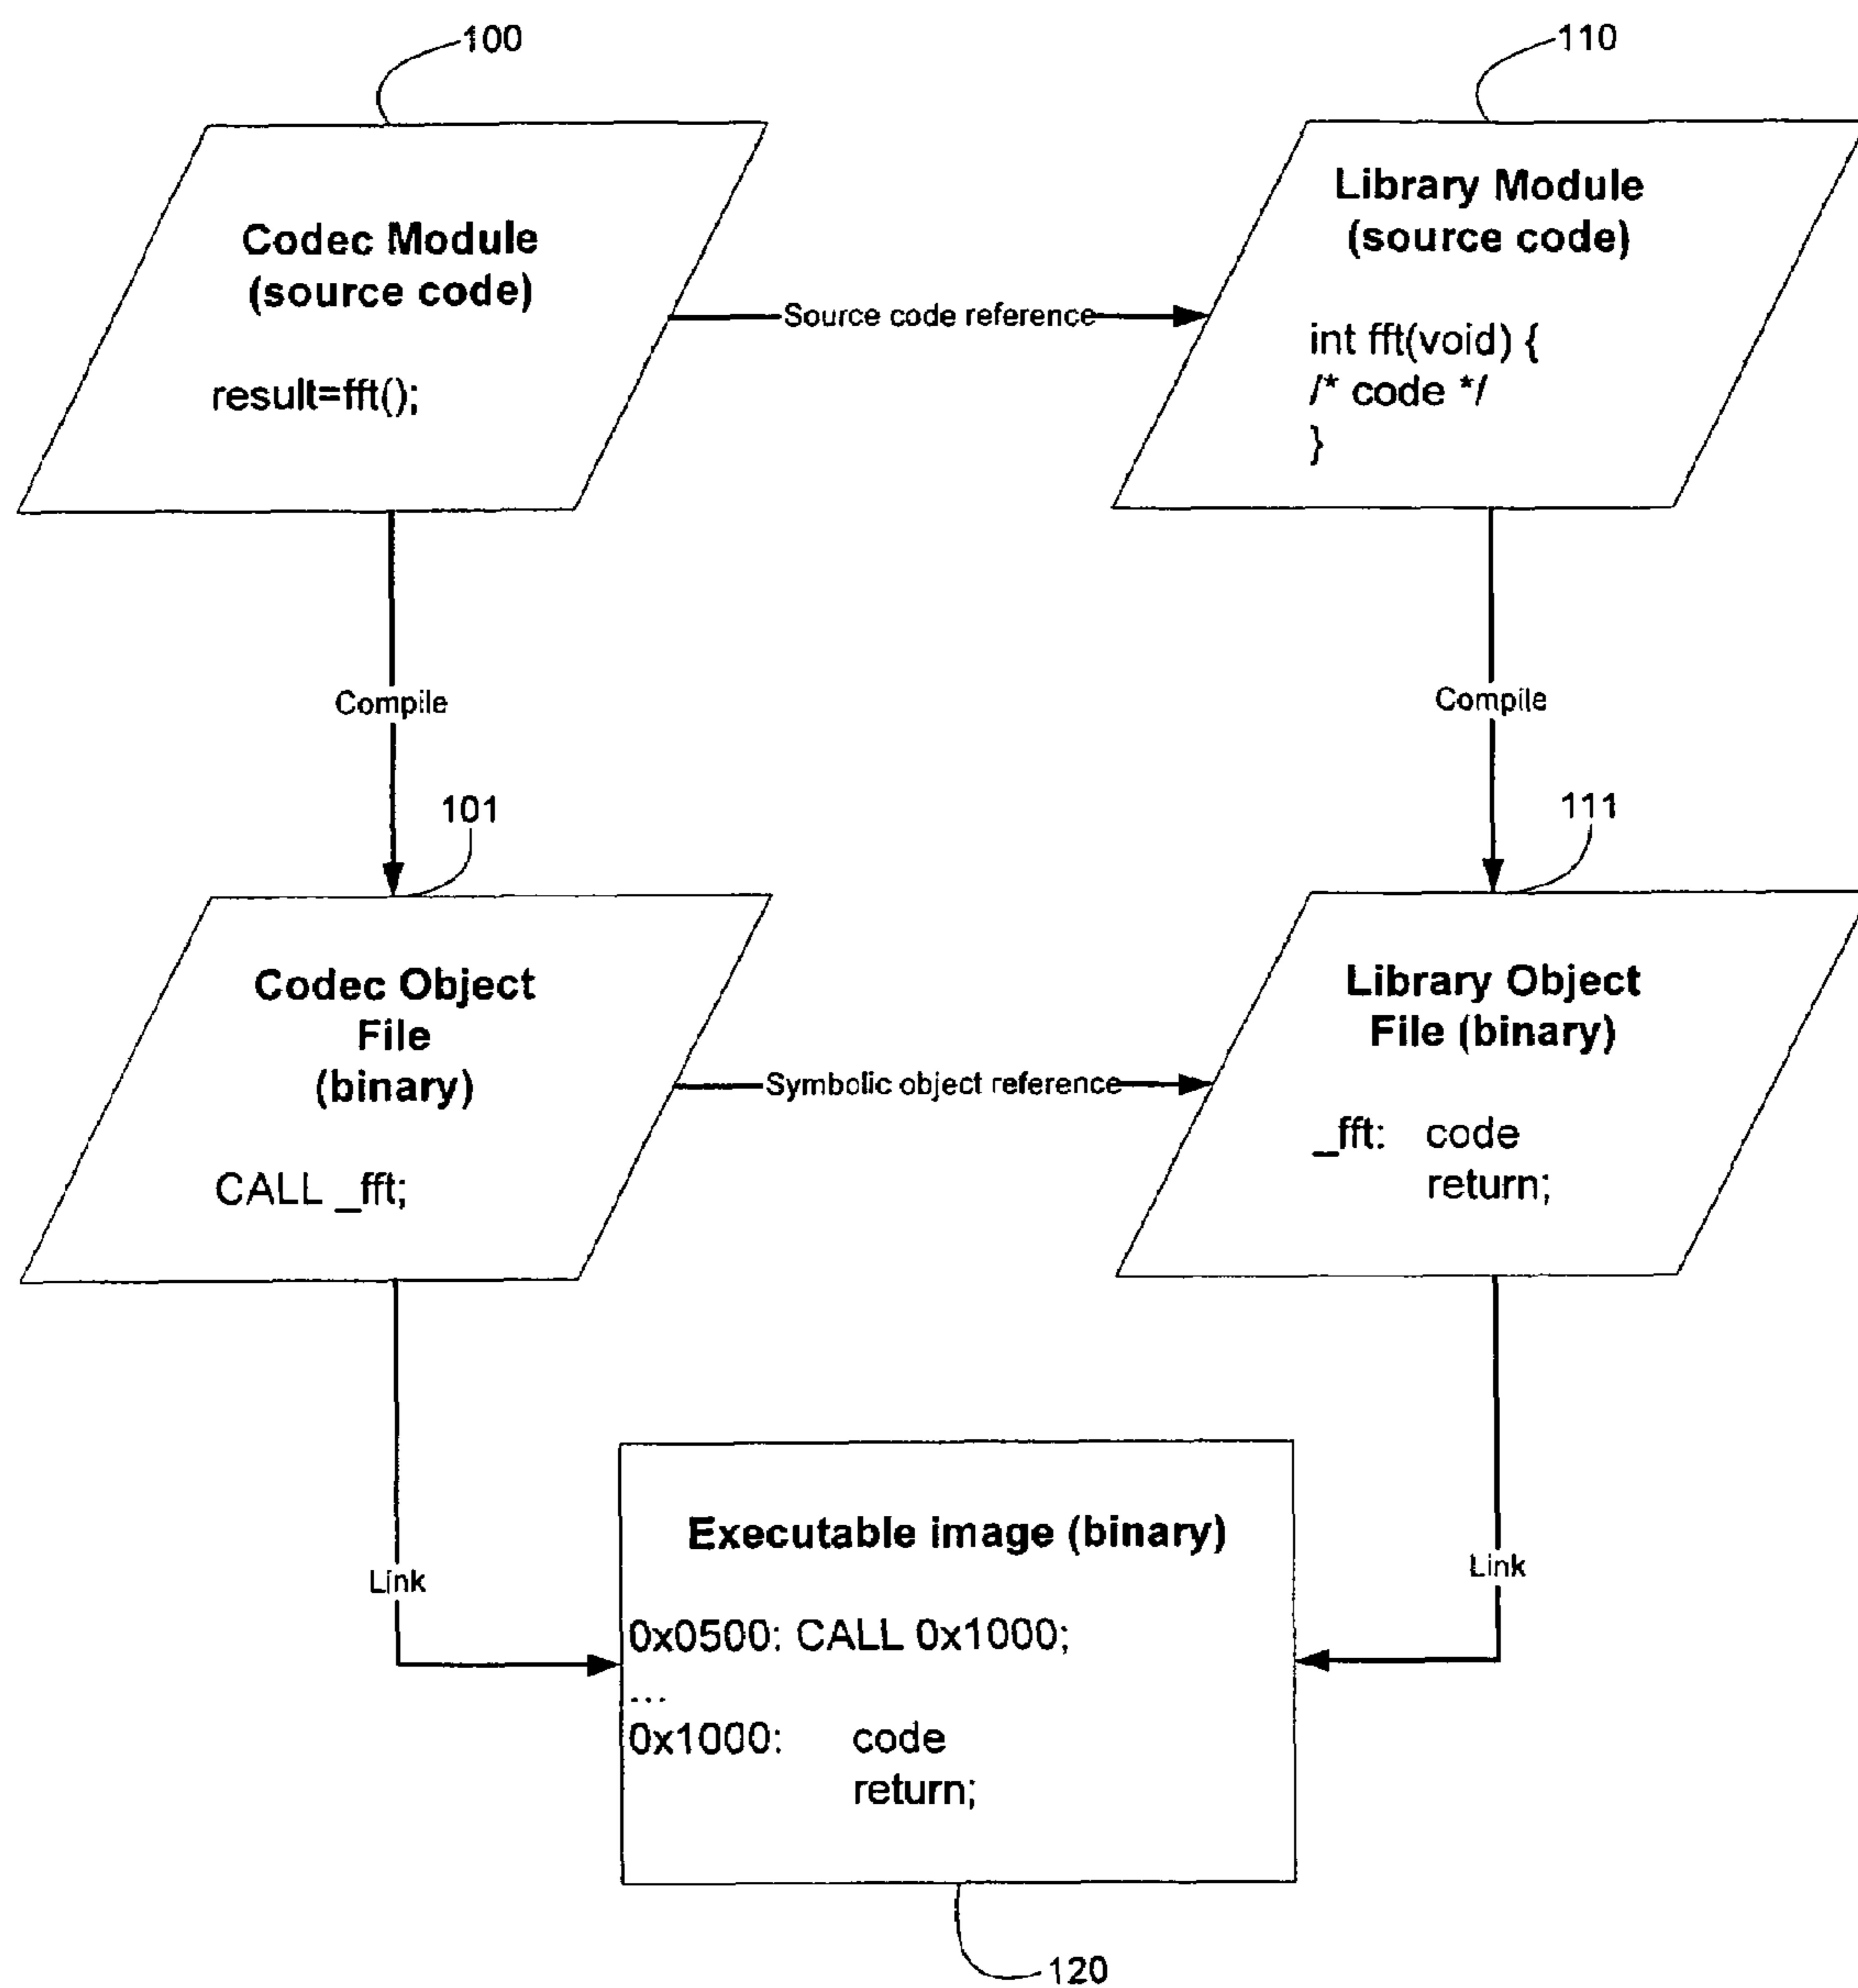 100
110
Codec Module
(source code)
result=fft();
Source code reference
Library Module
(source code)
int fft(void) {
/* code */
}
Compile
Compile
101
111
Codec Object
File
(binary)
CALL _fft;
Symbolic object reference
Library Object
File (binary)
_fft: code
return;
Link
Link
Executable image (binary)
0x0500: CALL 0x1000;
...
0x1000: code
return;
120